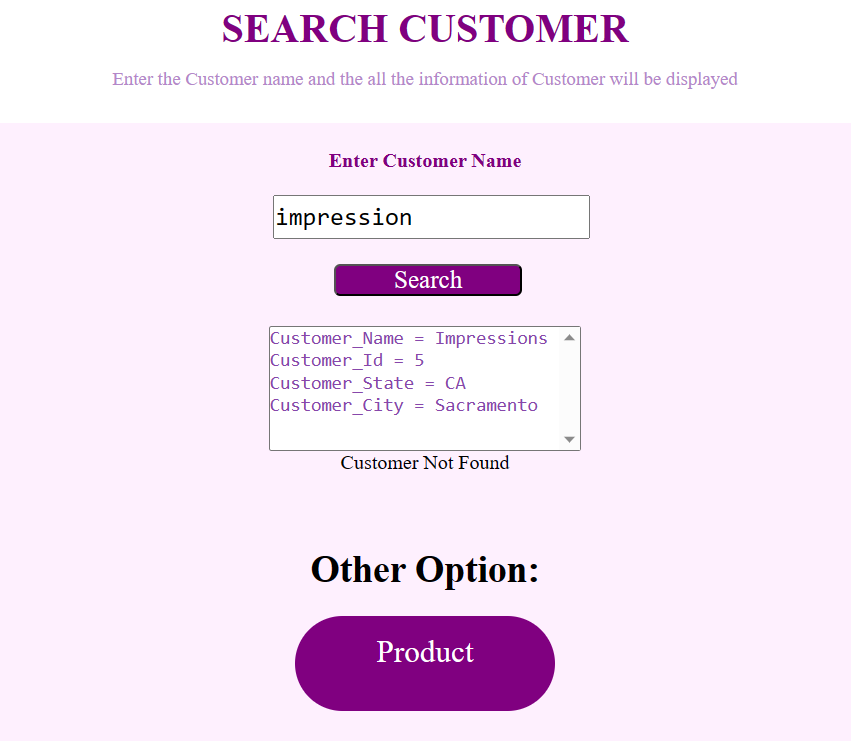 SEARCH CUSTOMER
Enter the Customer name and the all the information of Customer will be displayed
Enter Customer Name
impression
Search
Customer_Name = Impressions
Customer_Id = 5
Customer_State = CA
Customer_City = Sacramento
Customer Not Found
Other Option:
Product